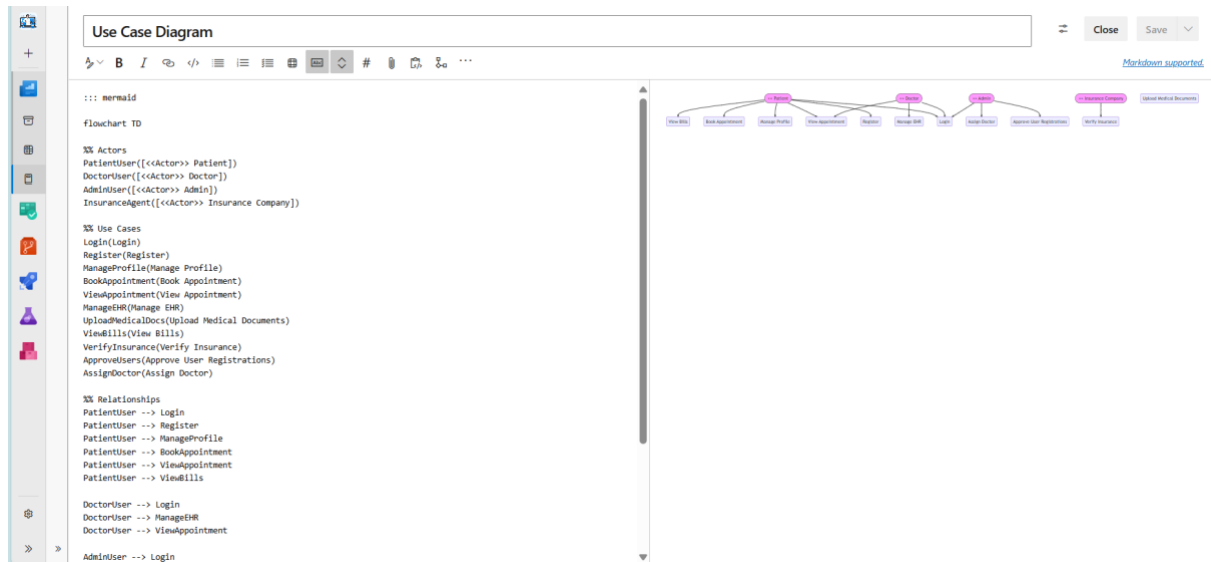 Use Case Diagram
Close
Save
B
I
</>
#
...
Markdown supported.
::: mermaid
flowchart TD
%% Actors
PatientUser([<<Actor>> Patient])
DoctorUser([<<Actor>> Doctor])
AdminUser([<<Actor>> Admin])
InsuranceAgent([<<Actor>> Insurance Company])
%% Use Cases
Login(Login)
Register(Register)
ManageProfile(Manage Profile)
BookAppointment(Book Appointment)
ViewAppointment(View Appointment)
ManageEHR(Manage EHR)
UploadMedicalDocs(Upload Medical Documents)
ViewBills(View Bills)
VerifyInsurance(Verify Insurance)
ApproveUsers(Approve User Registrations)
AssignDoctor(Assign Doctor)
%% Relationships
PatientUser --> Login
PatientUser --> Register
PatientUser --> ManageProfile
PatientUser --> BookAppointment
PatientUser --> ViewAppointment
PatientUser --> ViewBills
DoctorUser --> Login
DoctorUser --> ManageEHR
DoctorUser --> ViewAppointment
AdminUser --> Login
Patient
Doctor
Admin
Insurance Company
Upload Medical Documents
View Bills
Book Appointment
Manage Profile
View Appointment
Register
Manage EHR
Login
Assign Doctor
Approve User Registrations
Verify Insurance